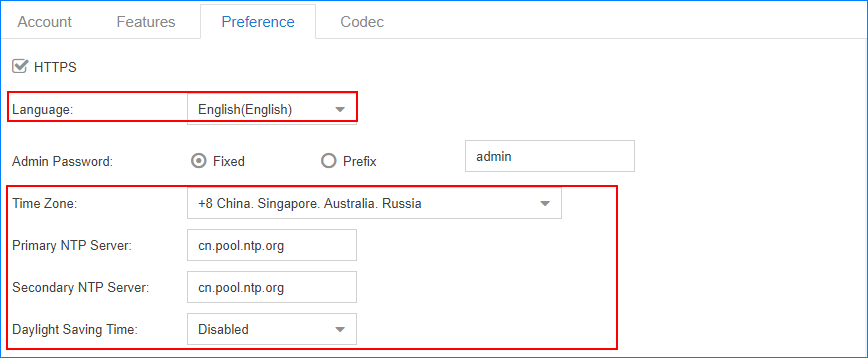 Account Features Preference Codec
HTTPS
Language: English(English)
Admin Password: Fixed Prefix admin
Time Zone: +8 China. Singapore. Australia. Russia
Primary NTP Server: cn.pool.ntp.org
Secondary NTP Server: cn.pool.ntp.org
Daylight Saving Time: Disabled